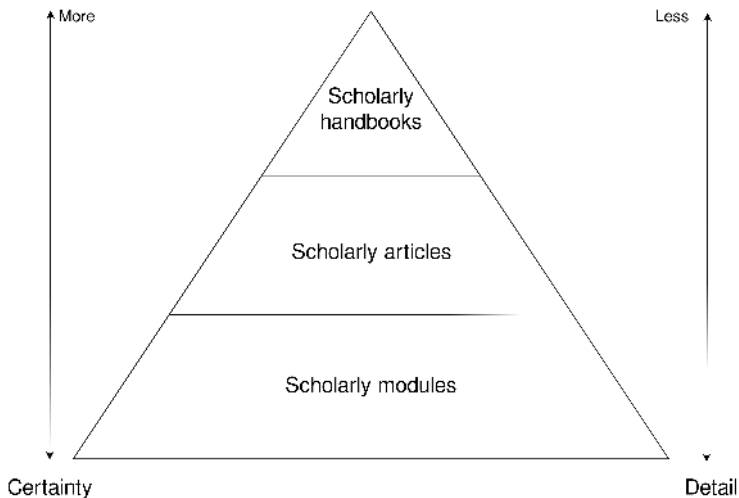 More
Less
Scholarly
handbooks
Scholarly articles
Scholarly modules
Certainty
Detail